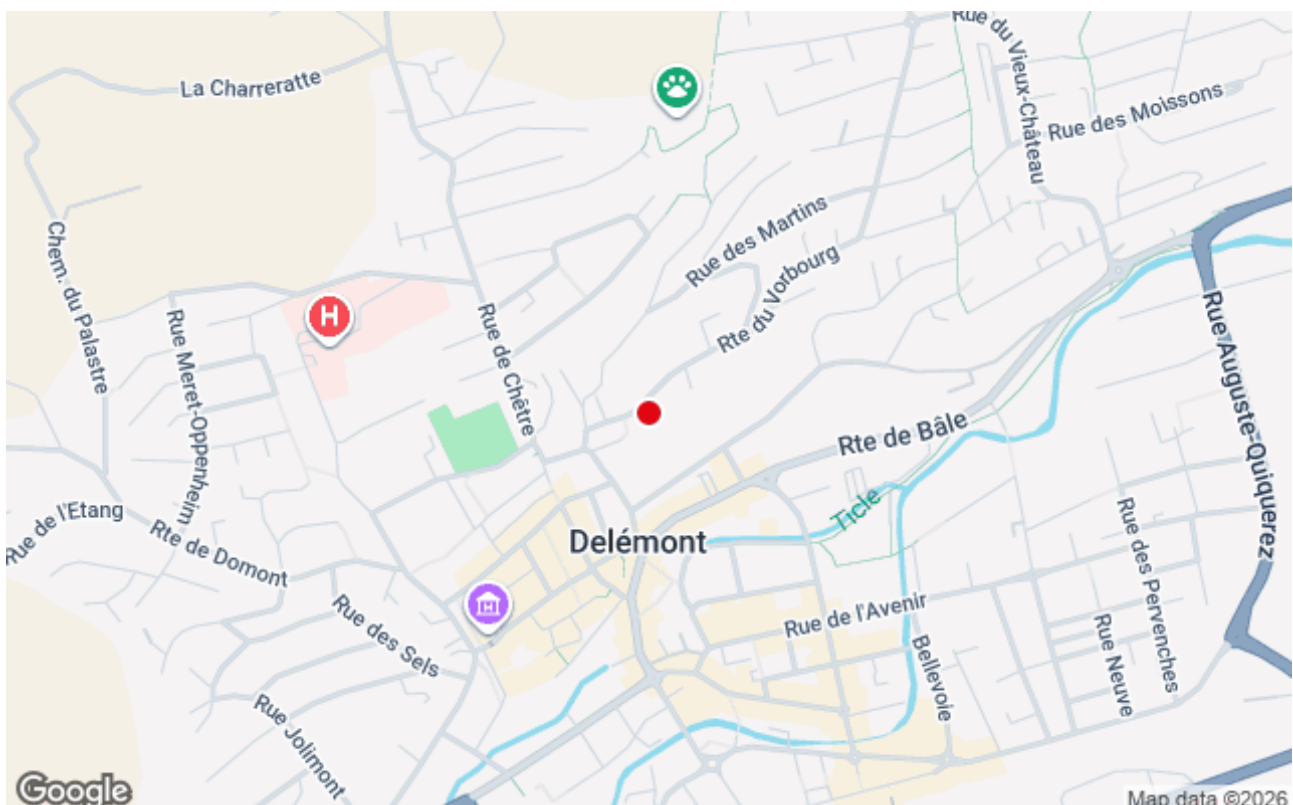 Rue du Vieux-Château
La Charreratte
Rue des Moissons
Rue des Martins
Chem. du Palastre
Rte du Vorbourg
H
Rue Meret-Oppenheim
Rue de Chêtre
Rue Auguste-Quiquerez
Rte de Bâle
Ticle
Rue de l'Etang
Rte de Domont
Delémont
Rue des Pervenches
Rue de l'Avenir
Rue des Sels
Rue Neuve
Bellevoie
Rue Jolimont
Google
Map data ©2026